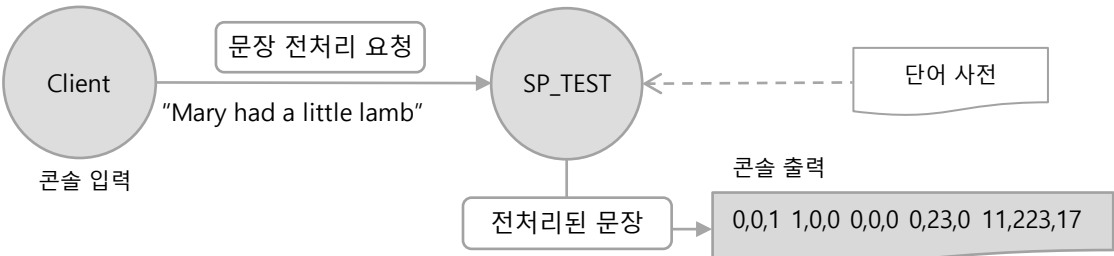 문장 전처리 요청
Client
SP_TEST
단어 사전
"Mary had a little lamb"
콘솔 입력
콘솔 출력
전처리된 문장
0,0,1 1,0,0 0,0,0 0,23,0 11,223,17